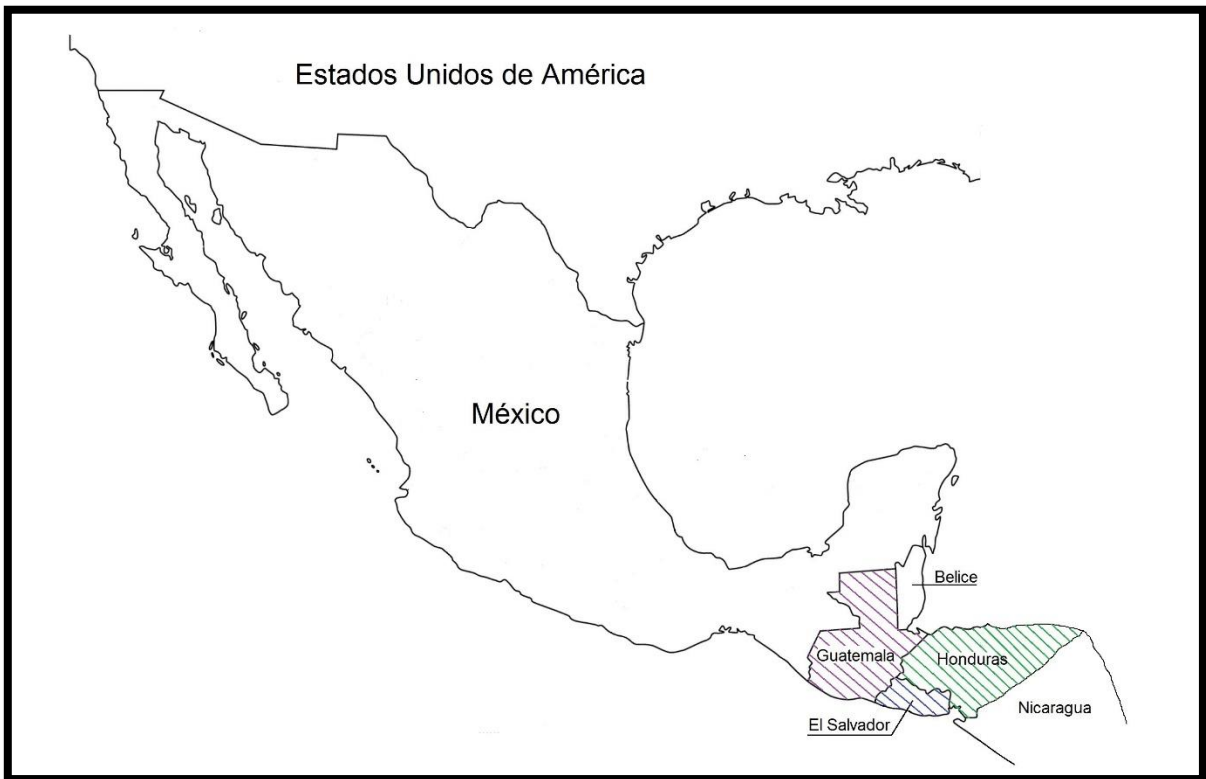 Estados Unidos de América
México
Belice
Guatemala
Honduras
Nicaragua
El Salvador